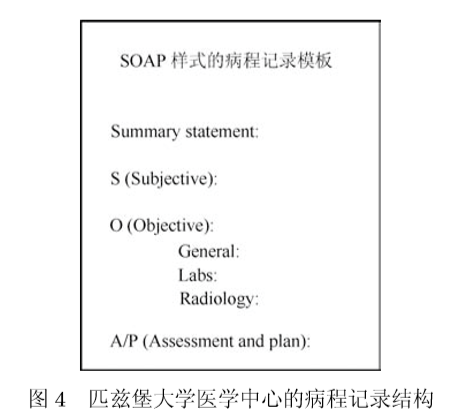 SOAP 样式的病程记录模板
Summary statement:
S (Subjective):
O (Objective):
General:
Labs:
Radiology:
A/P (Assessment and plan):
图 4 匹兹堡大学医学中心的病程记录结构